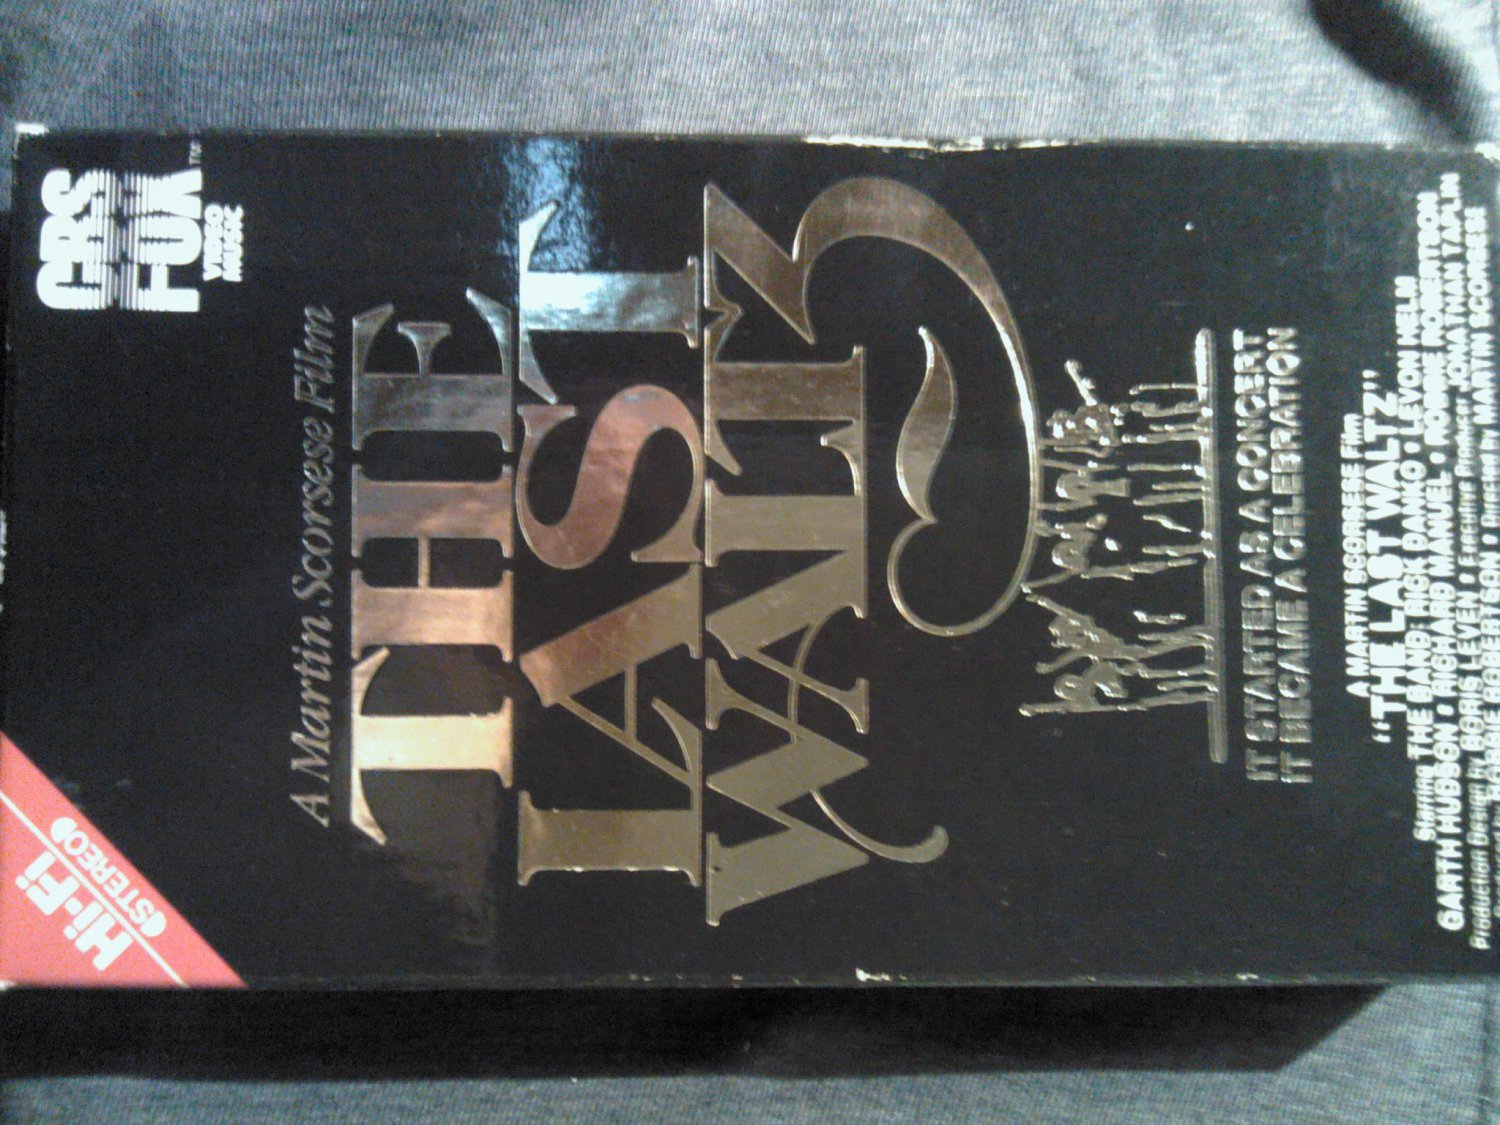 Hi-Fi
STEREO
CBS
FOX
TM
VIDEO
MUSIC
A Martin Scorsese Film
THE
LAST
WALTZ
IT STARTED AS A CONCERT
IT BECAME A CELEBRATION
A MARTIN SCORSESE Film
"THE LAST WALTZ"
Starring THE BAND • RICK DANKO • LEVON HELM
GARTH HUDSON • RICHARD MANUEL • ROBBIE ROBERTSON
Production Design by BORIS LEVEN • Executive Producer JONATHAN TAPLIN
ROBBIE ROBERTSON • Directed by MARTIN SCORSESE